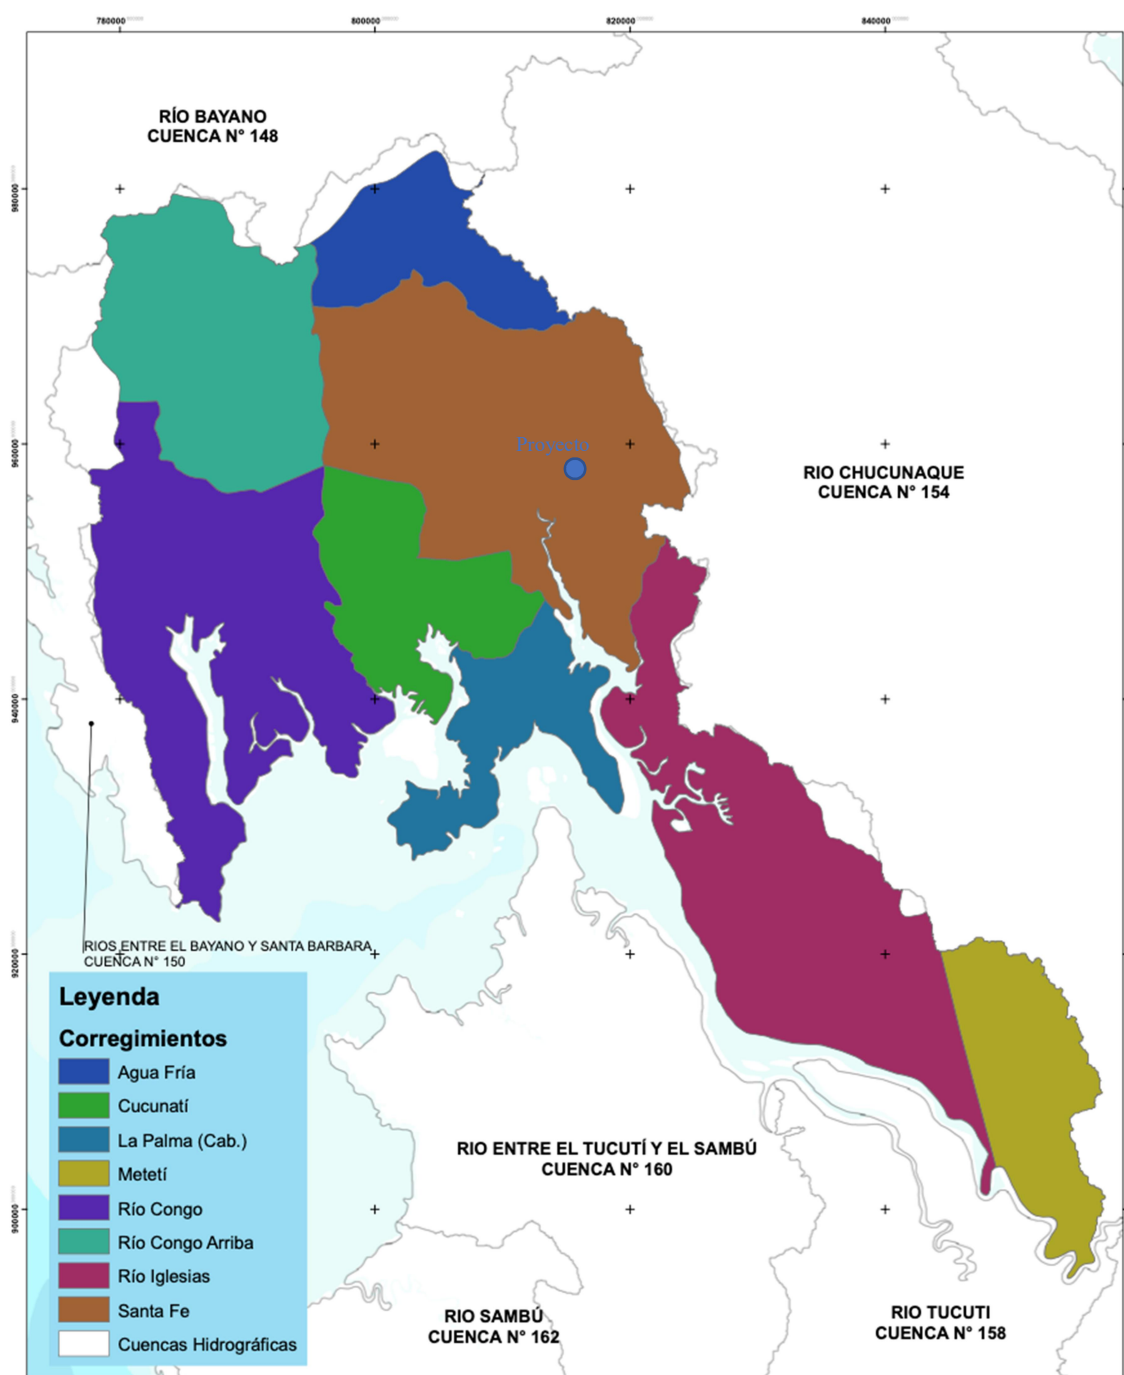 780000
800000
820000
840000
RÍO BAYANO
CUENCA N° 148
980000
960000
Proyecto
RIO CHUCUNAQUE
CUENCA N° 154
940000
RIOS ENTRE EL BAYANO Y SANTA BARBARA
CUENCA N° 150
920000
Leyenda
Corregimientos
Agua Fría
Cucunatí
La Palma (Cab.)
Metetí
Río Congo
Río Congo Arriba
Río Iglesias
Santa Fe
Cuencas Hidrográficas
RIO ENTRE EL TUCUTÍ Y EL SAMBÚ
CUENCA N° 160
900000
RIO SAMBÚ
CUENCA N° 162
RIO TUCUTI
CUENCA N° 158